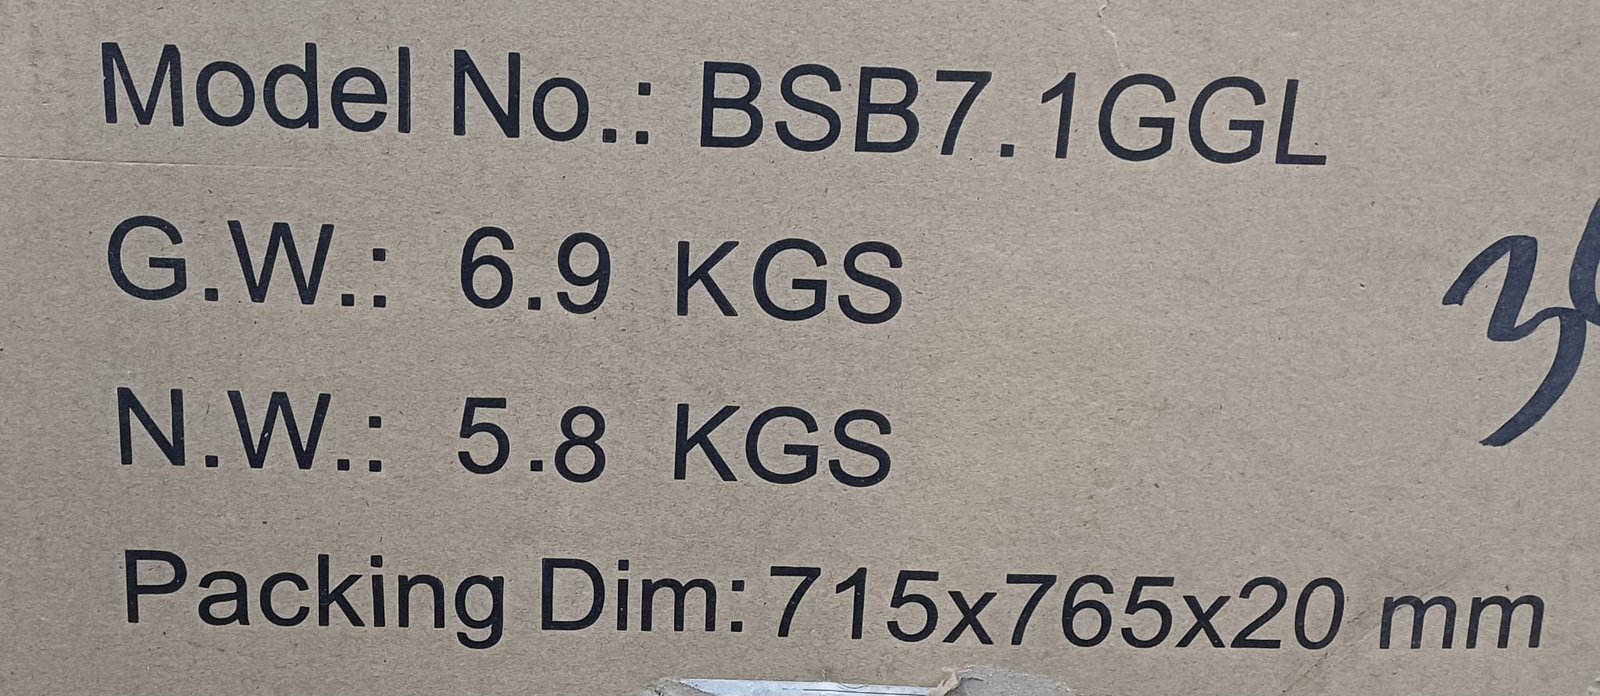 Model No.: BSB7.1GGL
G.W.: 6.9 KGS
N.W.: 5.8 KGS
Packing Dim: 715x765x20 mm